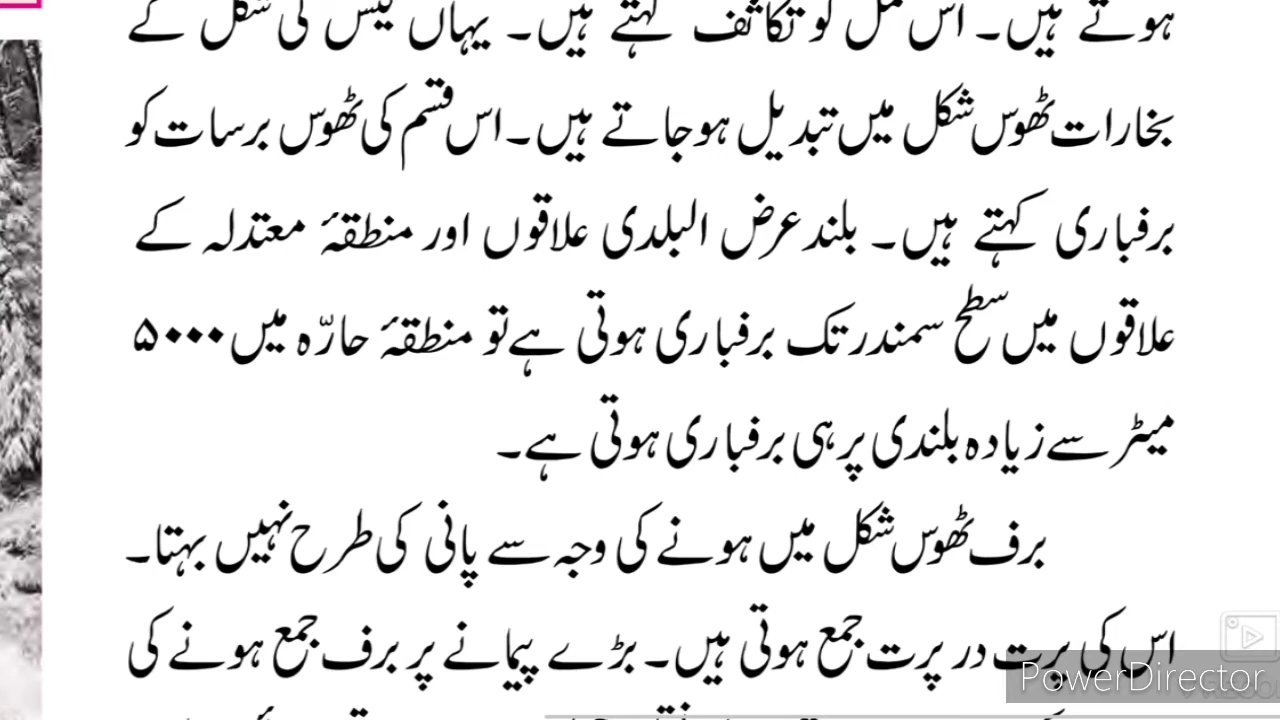 ہوتے ہیں۔ اس عمل کو تکاثف کہتے ہیں۔ یہاں گیس کی شکل کے
بخارات ٹھوس شکل میں تبدیل ہوجاتے ہیں۔ اس قسم کی ٹھوس برسات کو
برفباری کہتے ہیں۔ بلند عرض البلدی علاقوں اور منطقۂ معتدلہ کے
علاقوں میں سطح سمندر تک برفباری ہوتی ہے تو منطقۂ حارّہ میں ۵۰۰۰
میٹر سے زیادہ بلندی پر ہی برفباری ہوتی ہے۔
برف ٹھوس شکل میں ہونے کی وجہ سے پانی کی طرح نہیں بہتا۔
اس کی پرت در پرت جمع ہوتی ہیں۔ بڑے پیمانے پر برف جمع ہونے کی
PowerDirector